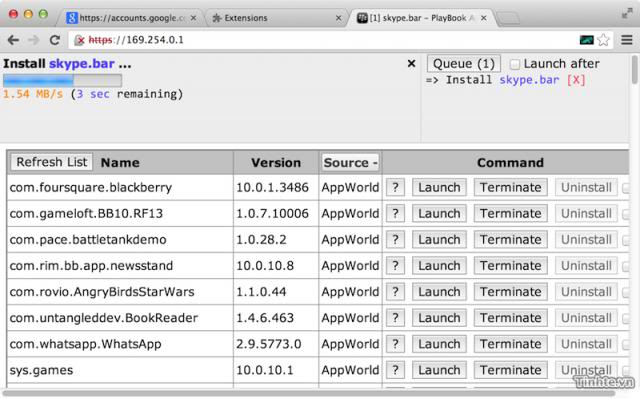 https://accounts.google.c
Extensions
[1] skype.bar - PlayBook A
https://169.254.0.1
Install skype.bar ...
1.54 MB/s (3 sec remaining)
Queue (1) Launch after
=> Install skype.bar [X]
Refresh List Name Version Source - Command
com.foursquare.blackberry 10.0.1.3486 AppWorld ? Launch Terminate Uninstall
com.gameloft.BB10.RF13 1.0.7.10006 AppWorld ? Launch Terminate Uninstall
com.pace.battletankdemo 1.0.28.2 AppWorld ? Launch Terminate Uninstall
com.rim.bb.app.newsstand 10.0.10.8 AppWorld ? Launch Terminate Uninstall
com.rovio.AngryBirdsStarWars 1.1.0.44 AppWorld ? Launch Terminate Uninstall
com.untangleddev.BookReader 1.4.6.463 AppWorld ? Launch Terminate Uninstall
com.whatsapp.WhatsApp 2.9.5773.0 AppWorld ? Launch Terminate Uninstall
sys.games 10.0.10.1 AppWorld ? Launch Terminate Uninstall
Tinhte.vn